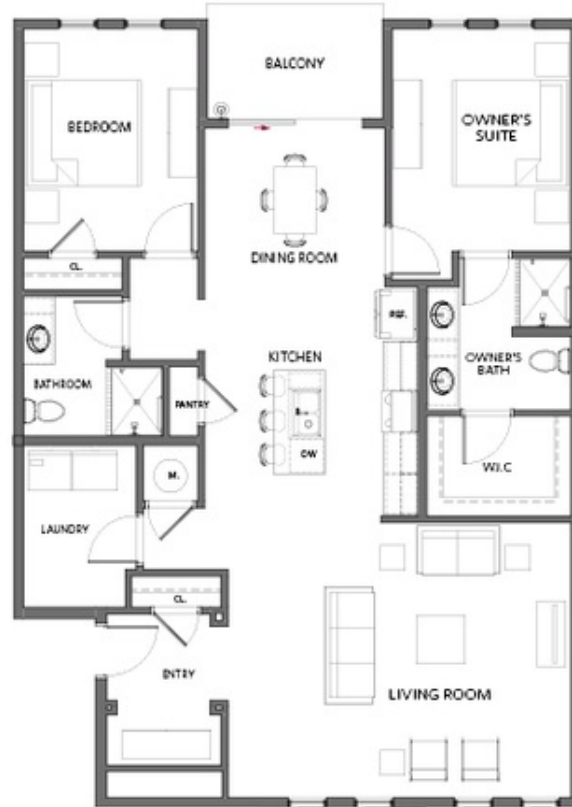 BALCONY
BEDROOM
OWNER'S
SUITE
DINING ROOM
CL.
REF.
KITCHEN
OWNER'S
BATH
BATHROOM
PANTRY
DW
W.I.C
M.
LAUNDRY
CL.
ENTRY
LIVING ROOM